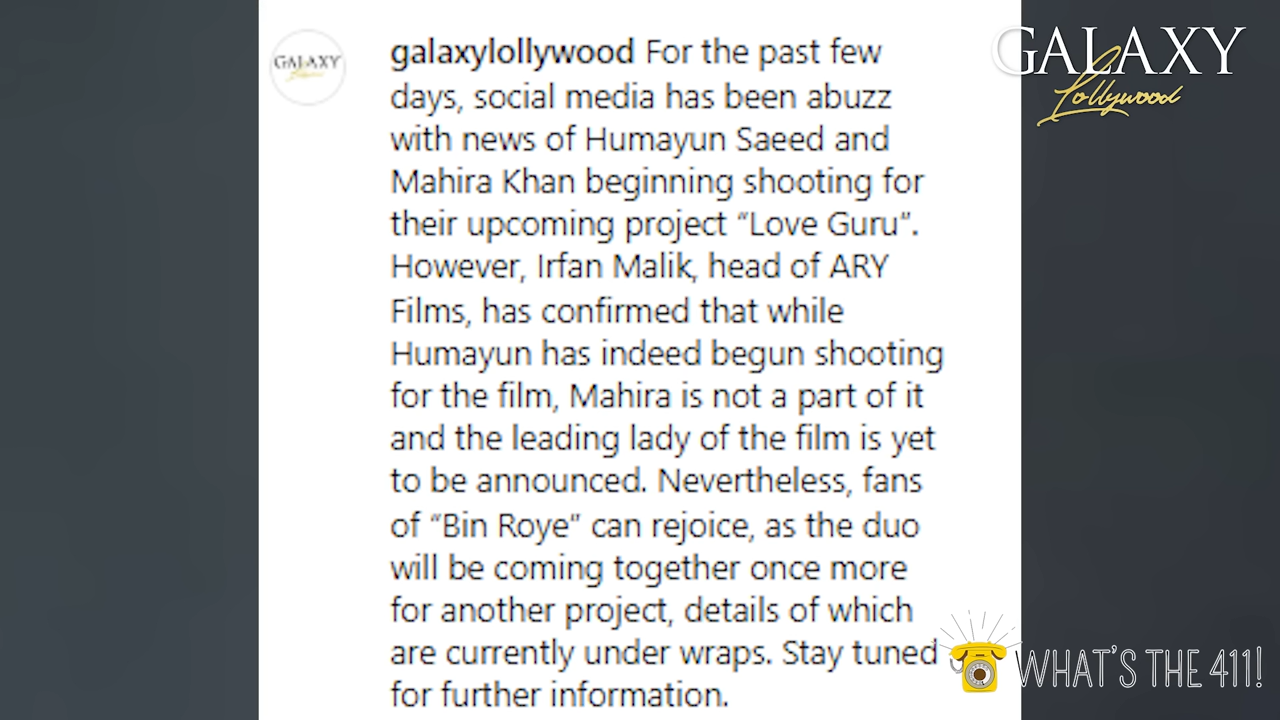 GALAXY
galaxylollywood For the past few
days, social media has been abuzz
with news of Humayun Saeed and
Mahira Khan beginning shooting for
their upcoming project “Love Guru”.
However, Irfan Malik, head of ARY
Films, has confirmed that while
Humayun has indeed begun shooting
for the film, Mahira is not a part of it
and the leading lady of the film is yet
to be announced. Nevertheless, fans
of “Bin Roye” can rejoice, as the duo
will be coming together once more
for another project, details of which
are currently under wraps. Stay tuned
for further information.
GALAXY
Lollywood
WHAT'S THE 411!